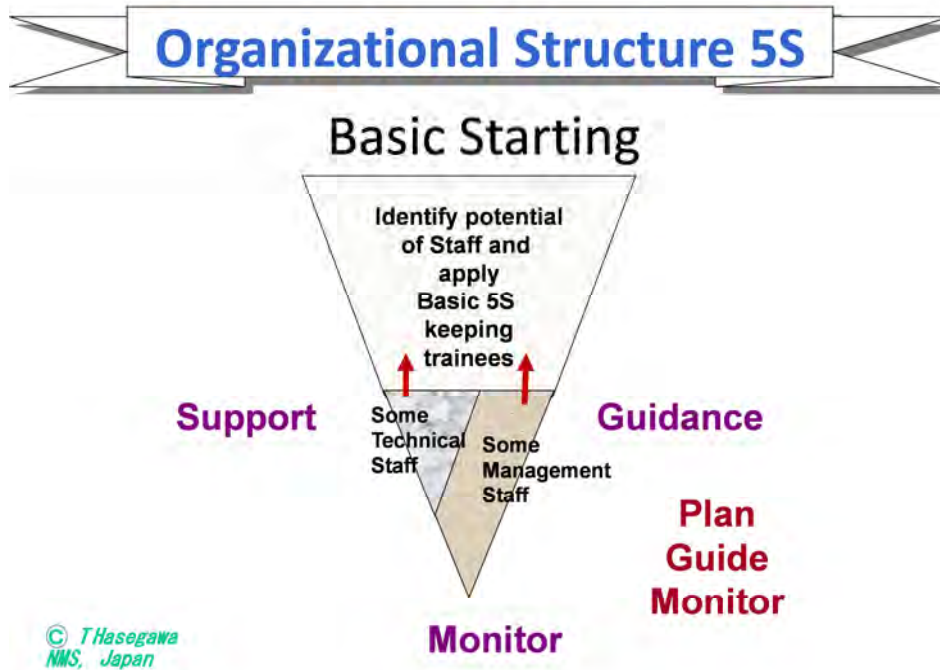 Organizational Structure 5S
Basic Starting
Identify potential
of Staff and
apply
Basic 5S
keeping
trainees
Support
Some
Technical
Staff
Some
Management
Staff
Guidance
Plan
Guide
Monitor
Monitor
© THasegawa
NMS, Japan